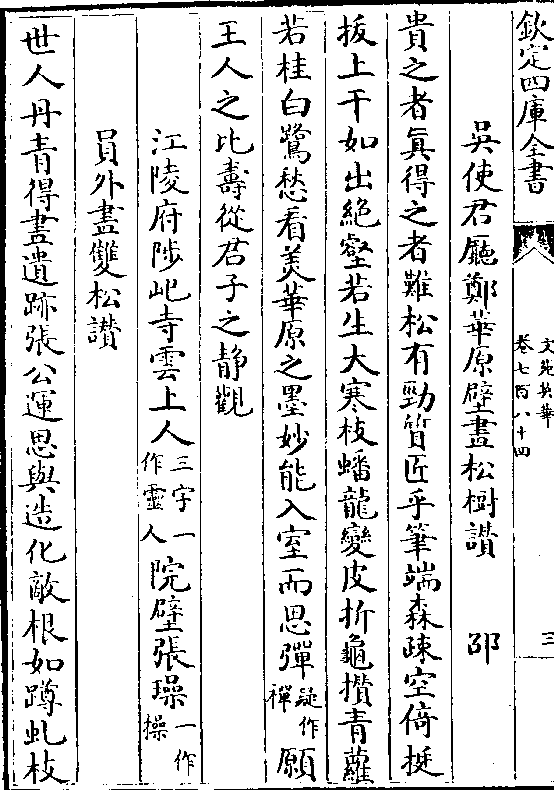 欽定四庫全書
文苑英華
卷七百八十四
三
吳使君廳鄭華原壁畫松樹讃 邵
貴之者真得之者難松有勁質匠乎筆端森疎空倚挺
拔上干如出絶壑若生大寒枝蟠龍變皮折龜攢青蘿
若桂白鷺愁看美華原之墨妙能入室而思彈疑作禪願
王人之比壽從君子之静觀
江陵府陟屺寺雲上人三字一作靈人院壁張璪一作操
員外畫雙松讃
世人丹青得畫遺跡張公運思與造化敵根如蹲虬枝